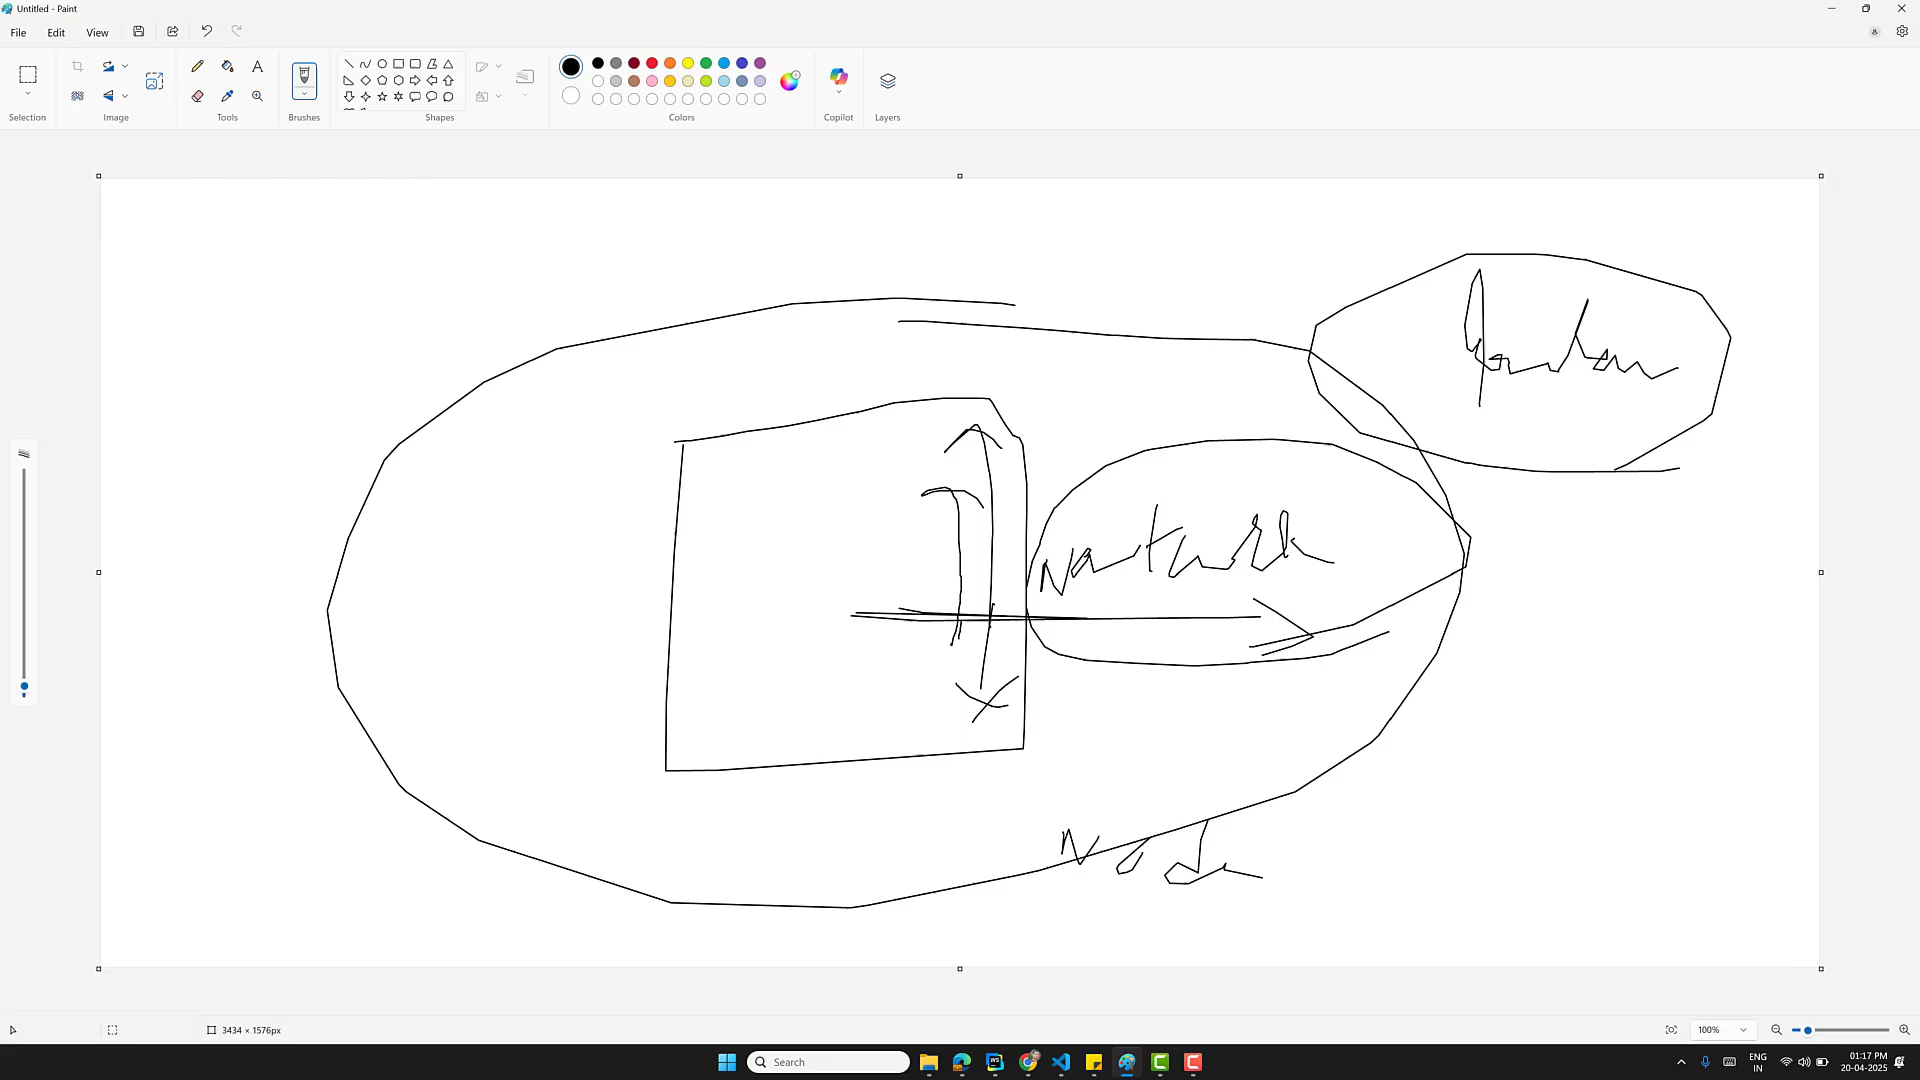 Untitled - Paint
File Edit View
Selection Image Tools Brushes Shapes Colors Copilot Layers
Network
Node
3434 × 1576px 100%
Search
ENG
IN
01:17 PM
20-04-2025